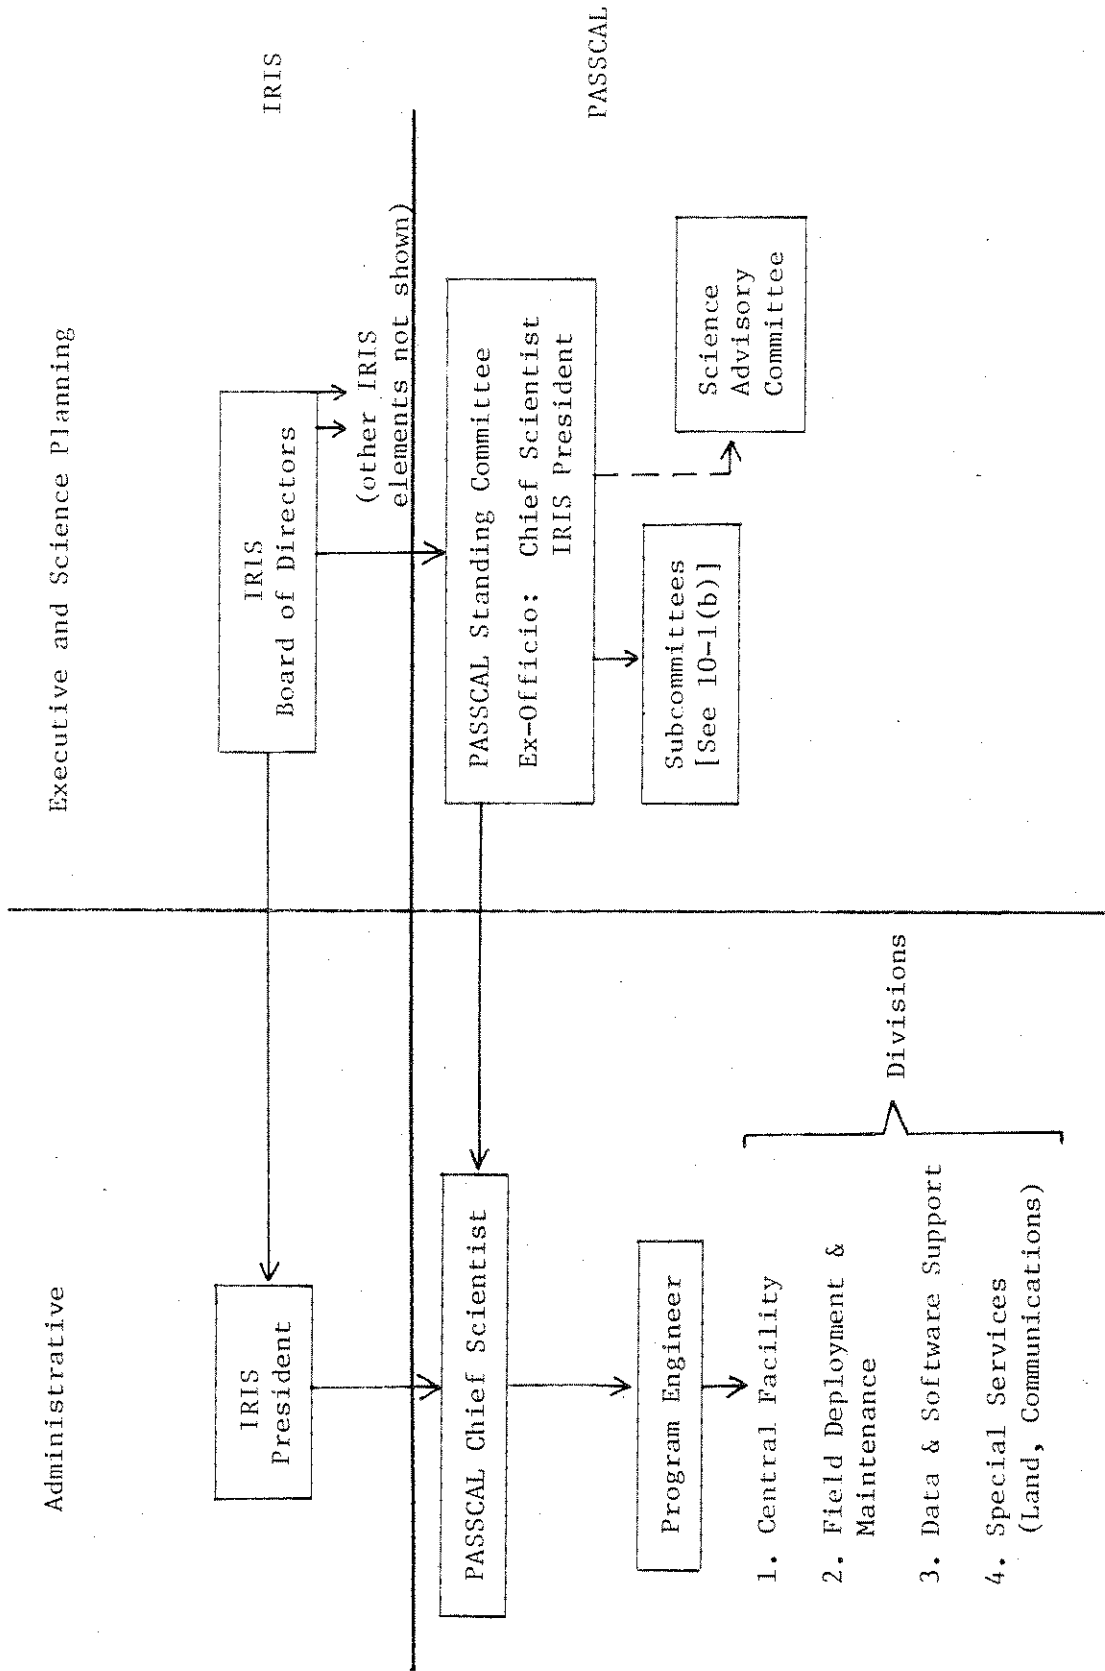 Administrative
Executive and Science Planning
IRIS
President
IRIS
Board of Directors
IRIS
(other IRIS
elements not shown)
PASSCAL Chief Scientist
PASSCAL Standing Committee
Ex-Officio: Chief Scientist
IRIS President
PASSCAL
Program Engineer
Subcommittees
[See 10-1(b)]
Science
Advisory
Committee
1. Central Facility
2. Field Deployment &
Maintenance
3. Data & Software Support
4. Special Services
(Land, Communications)
Divisions